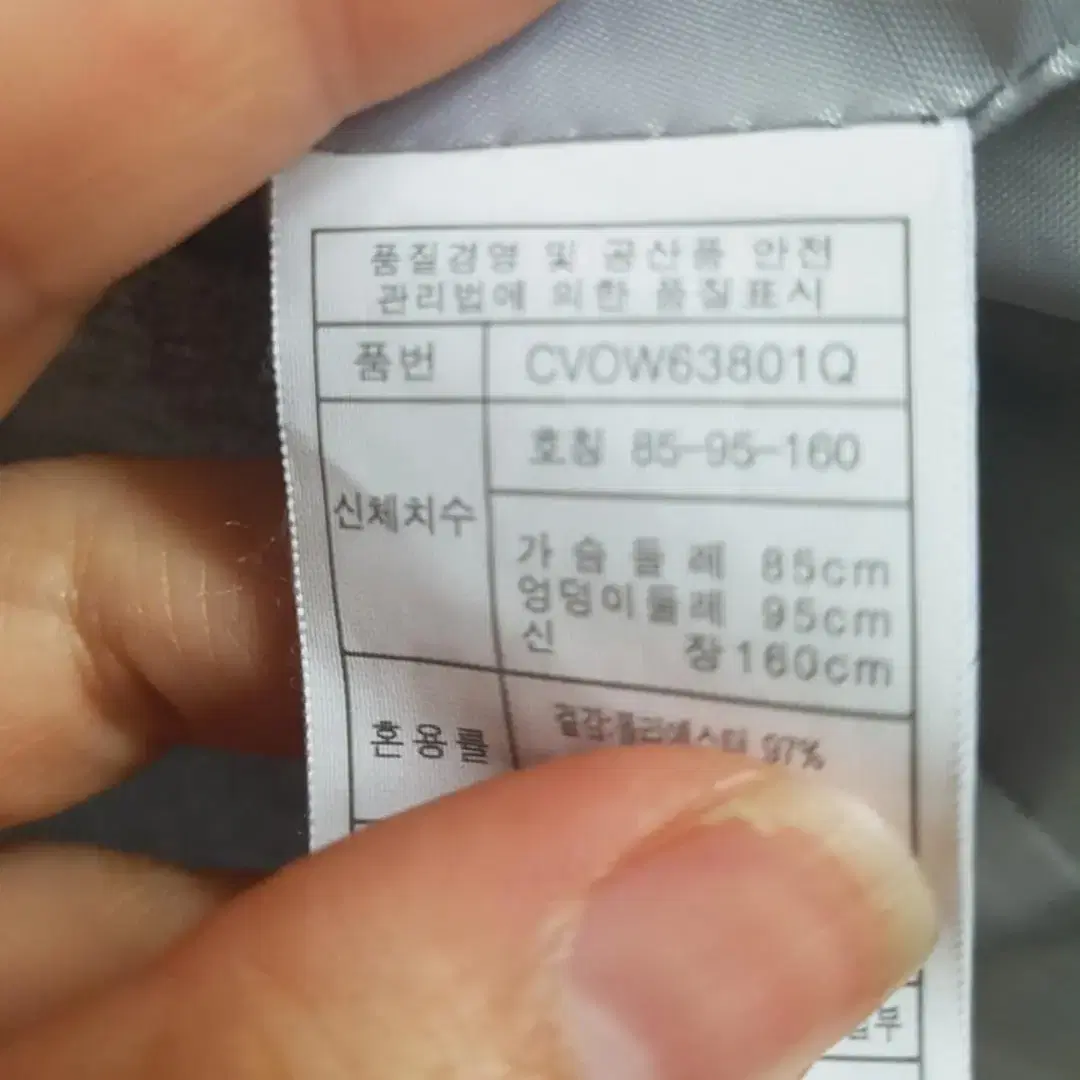 품질경영 및 공산품 안전
관리법에 의한 품질표시
품번 CVOW63801Q
신체치수
호칭 85-95-160
가슴둘레 85cm
엉덩이둘레 95cm
신 장 160cm
혼용률
겉감:폴리에스터 97%